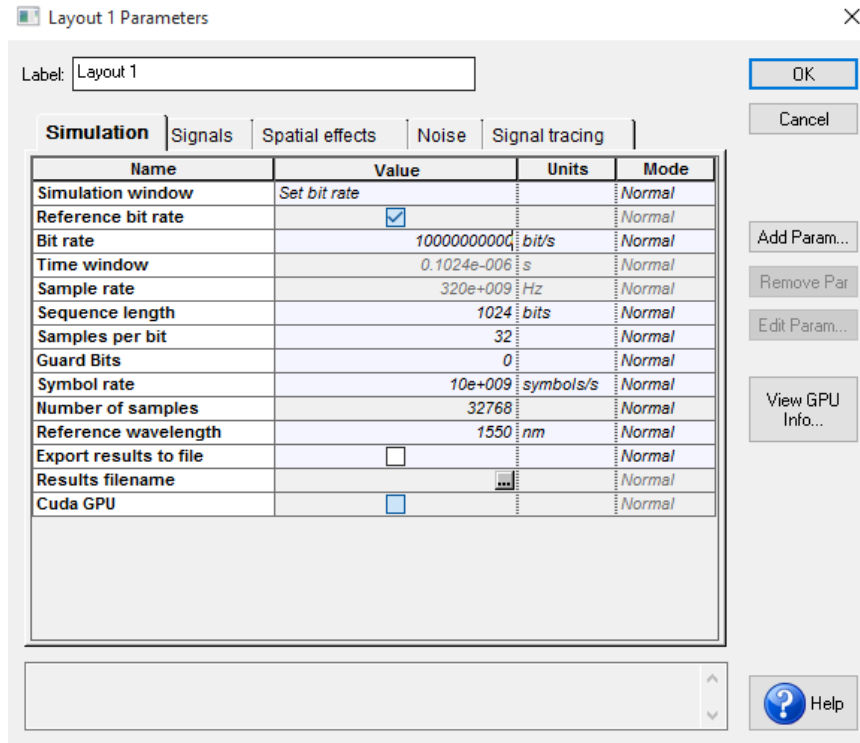 Layout 1 Parameters
Label: Layout 1
OK
Cancel
Simulation Signals Spatial effects Noise Signal tracing
Name Value Units Mode
Simulation window Set bit rate Normal
Reference bit rate Normal
Bit rate 10000000000 bit/s Normal
Time window 0.1024e-006 s Normal
Sample rate 320e+009 Hz Normal
Sequence length 1024 bits Normal
Samples per bit 32 Normal
Guard Bits 0 Normal
Symbol rate 10e+009 symbols/s Normal
Number of samples 32768 Normal
Reference wavelength 1550 nm Normal
Export results to file Normal
Results filename ... Normal
Cuda GPU Normal
Add Param...
Remove Par
Edit Param...
View GPU
Info...
Help